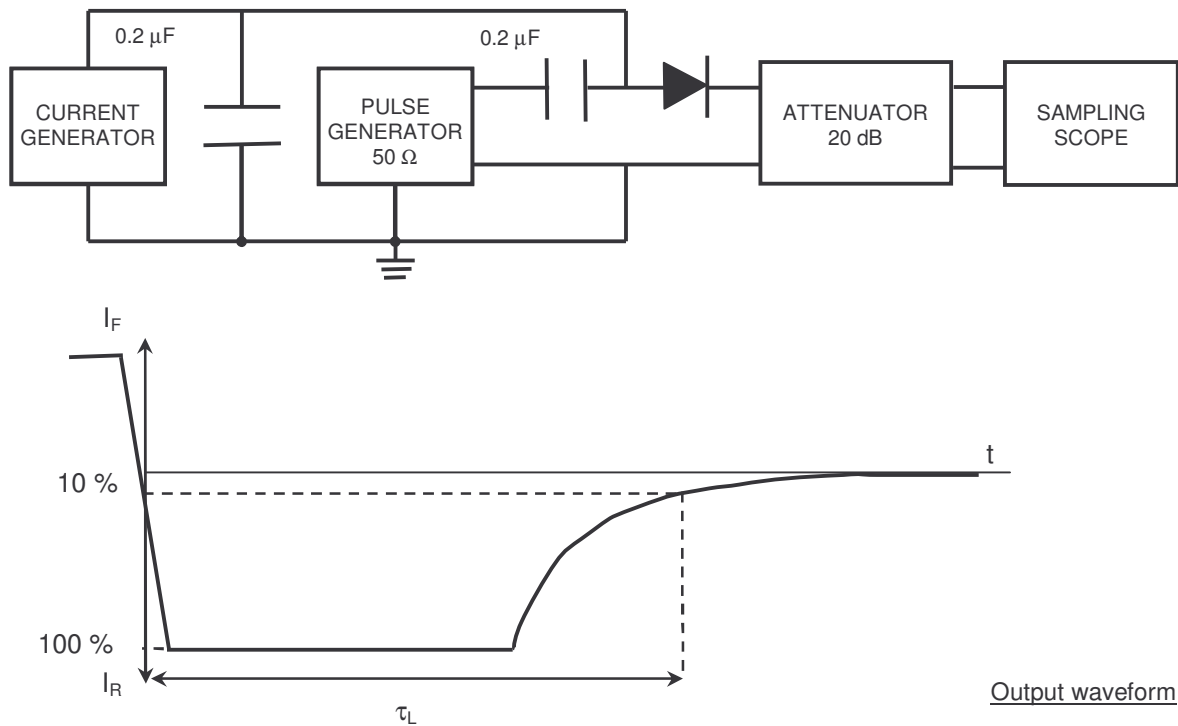 0.2 μF
0.2 μF
CURRENT
GENERATOR
PULSE
GENERATOR
50 Ω
ATTENUATOR
20 dB
SAMPLING
SCOPE
I_F
t
10 %
100 %
I_R
τ_L
Output waveform